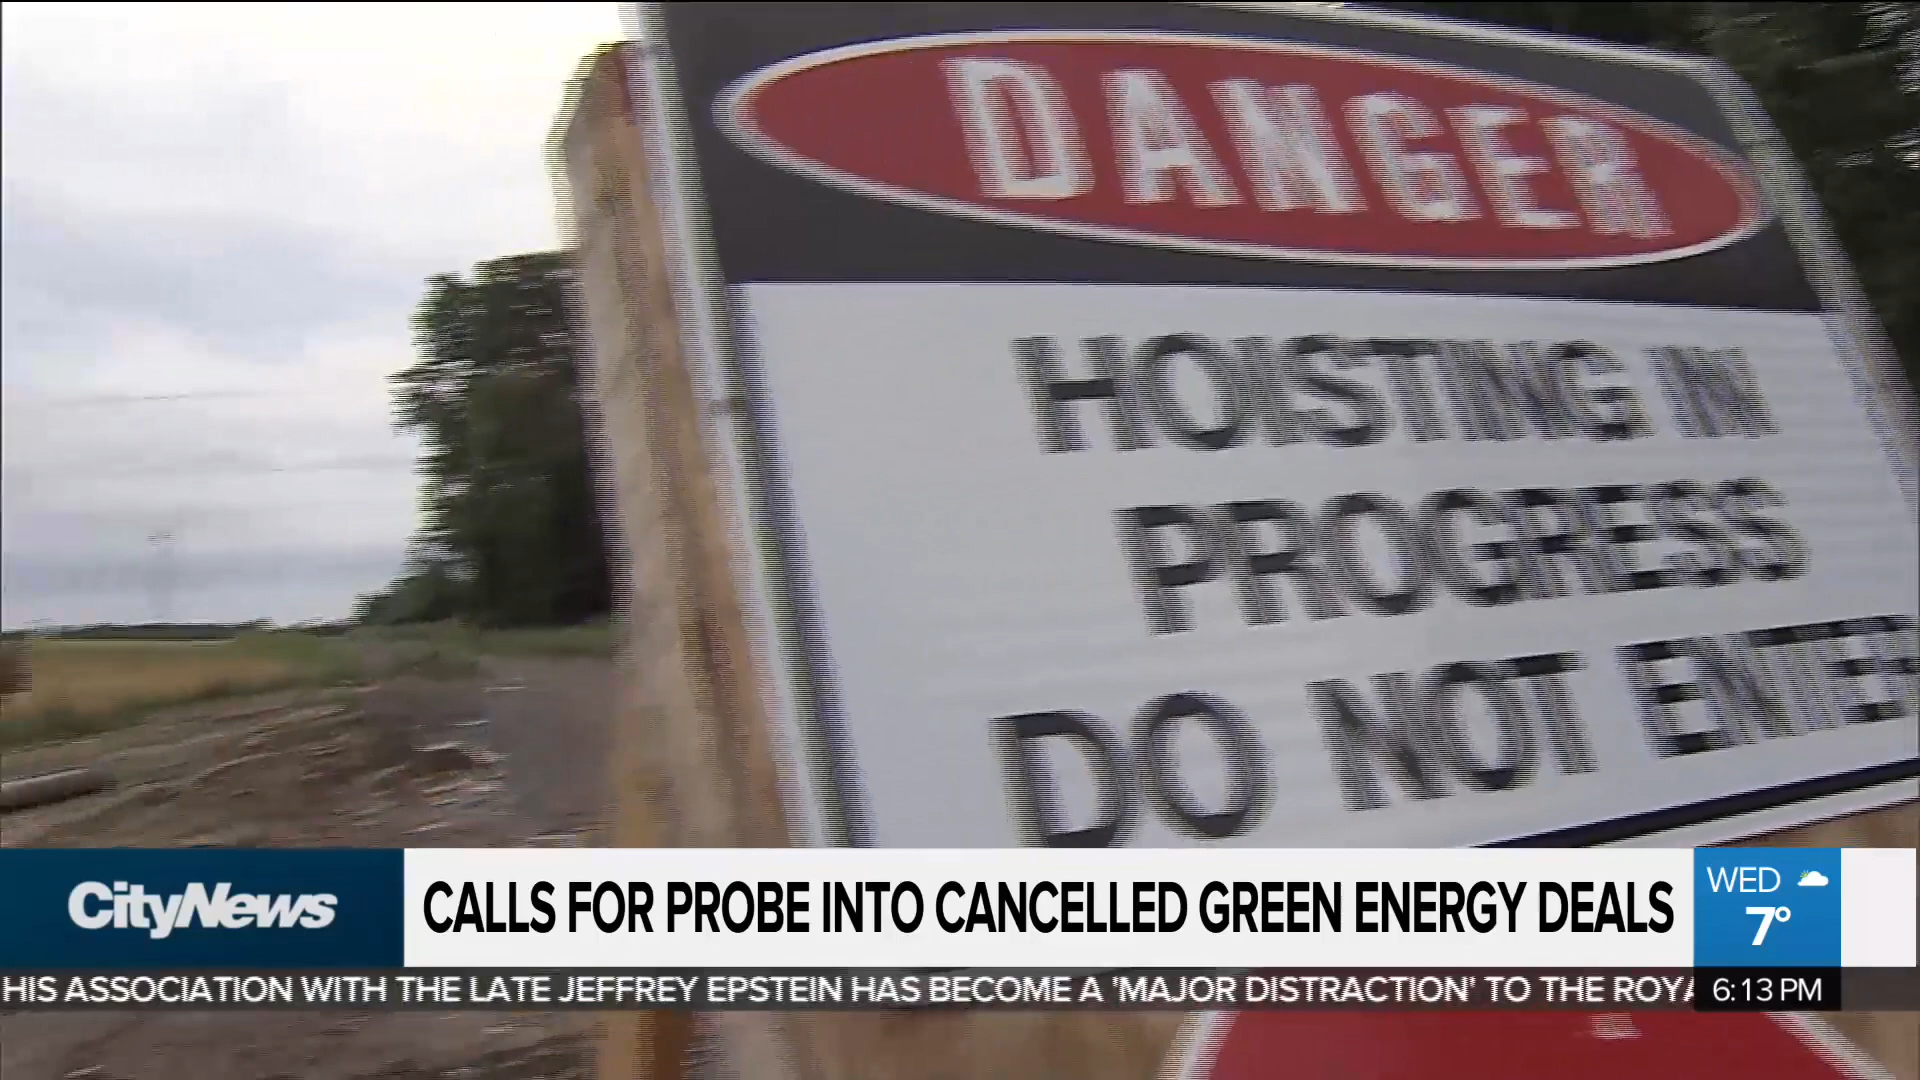 DANGER
HOISTING IN
PROGRESS
DO NOT ENTER
CityNews
CALLS FOR PROBE INTO CANCELLED GREEN ENERGY DEALS
WED
7°
HIS ASSOCIATION WITH THE LATE JEFFREY EPSTEIN HAS BECOME A 'MAJOR DISTRACTION' TO THE ROYA
6:13 PM